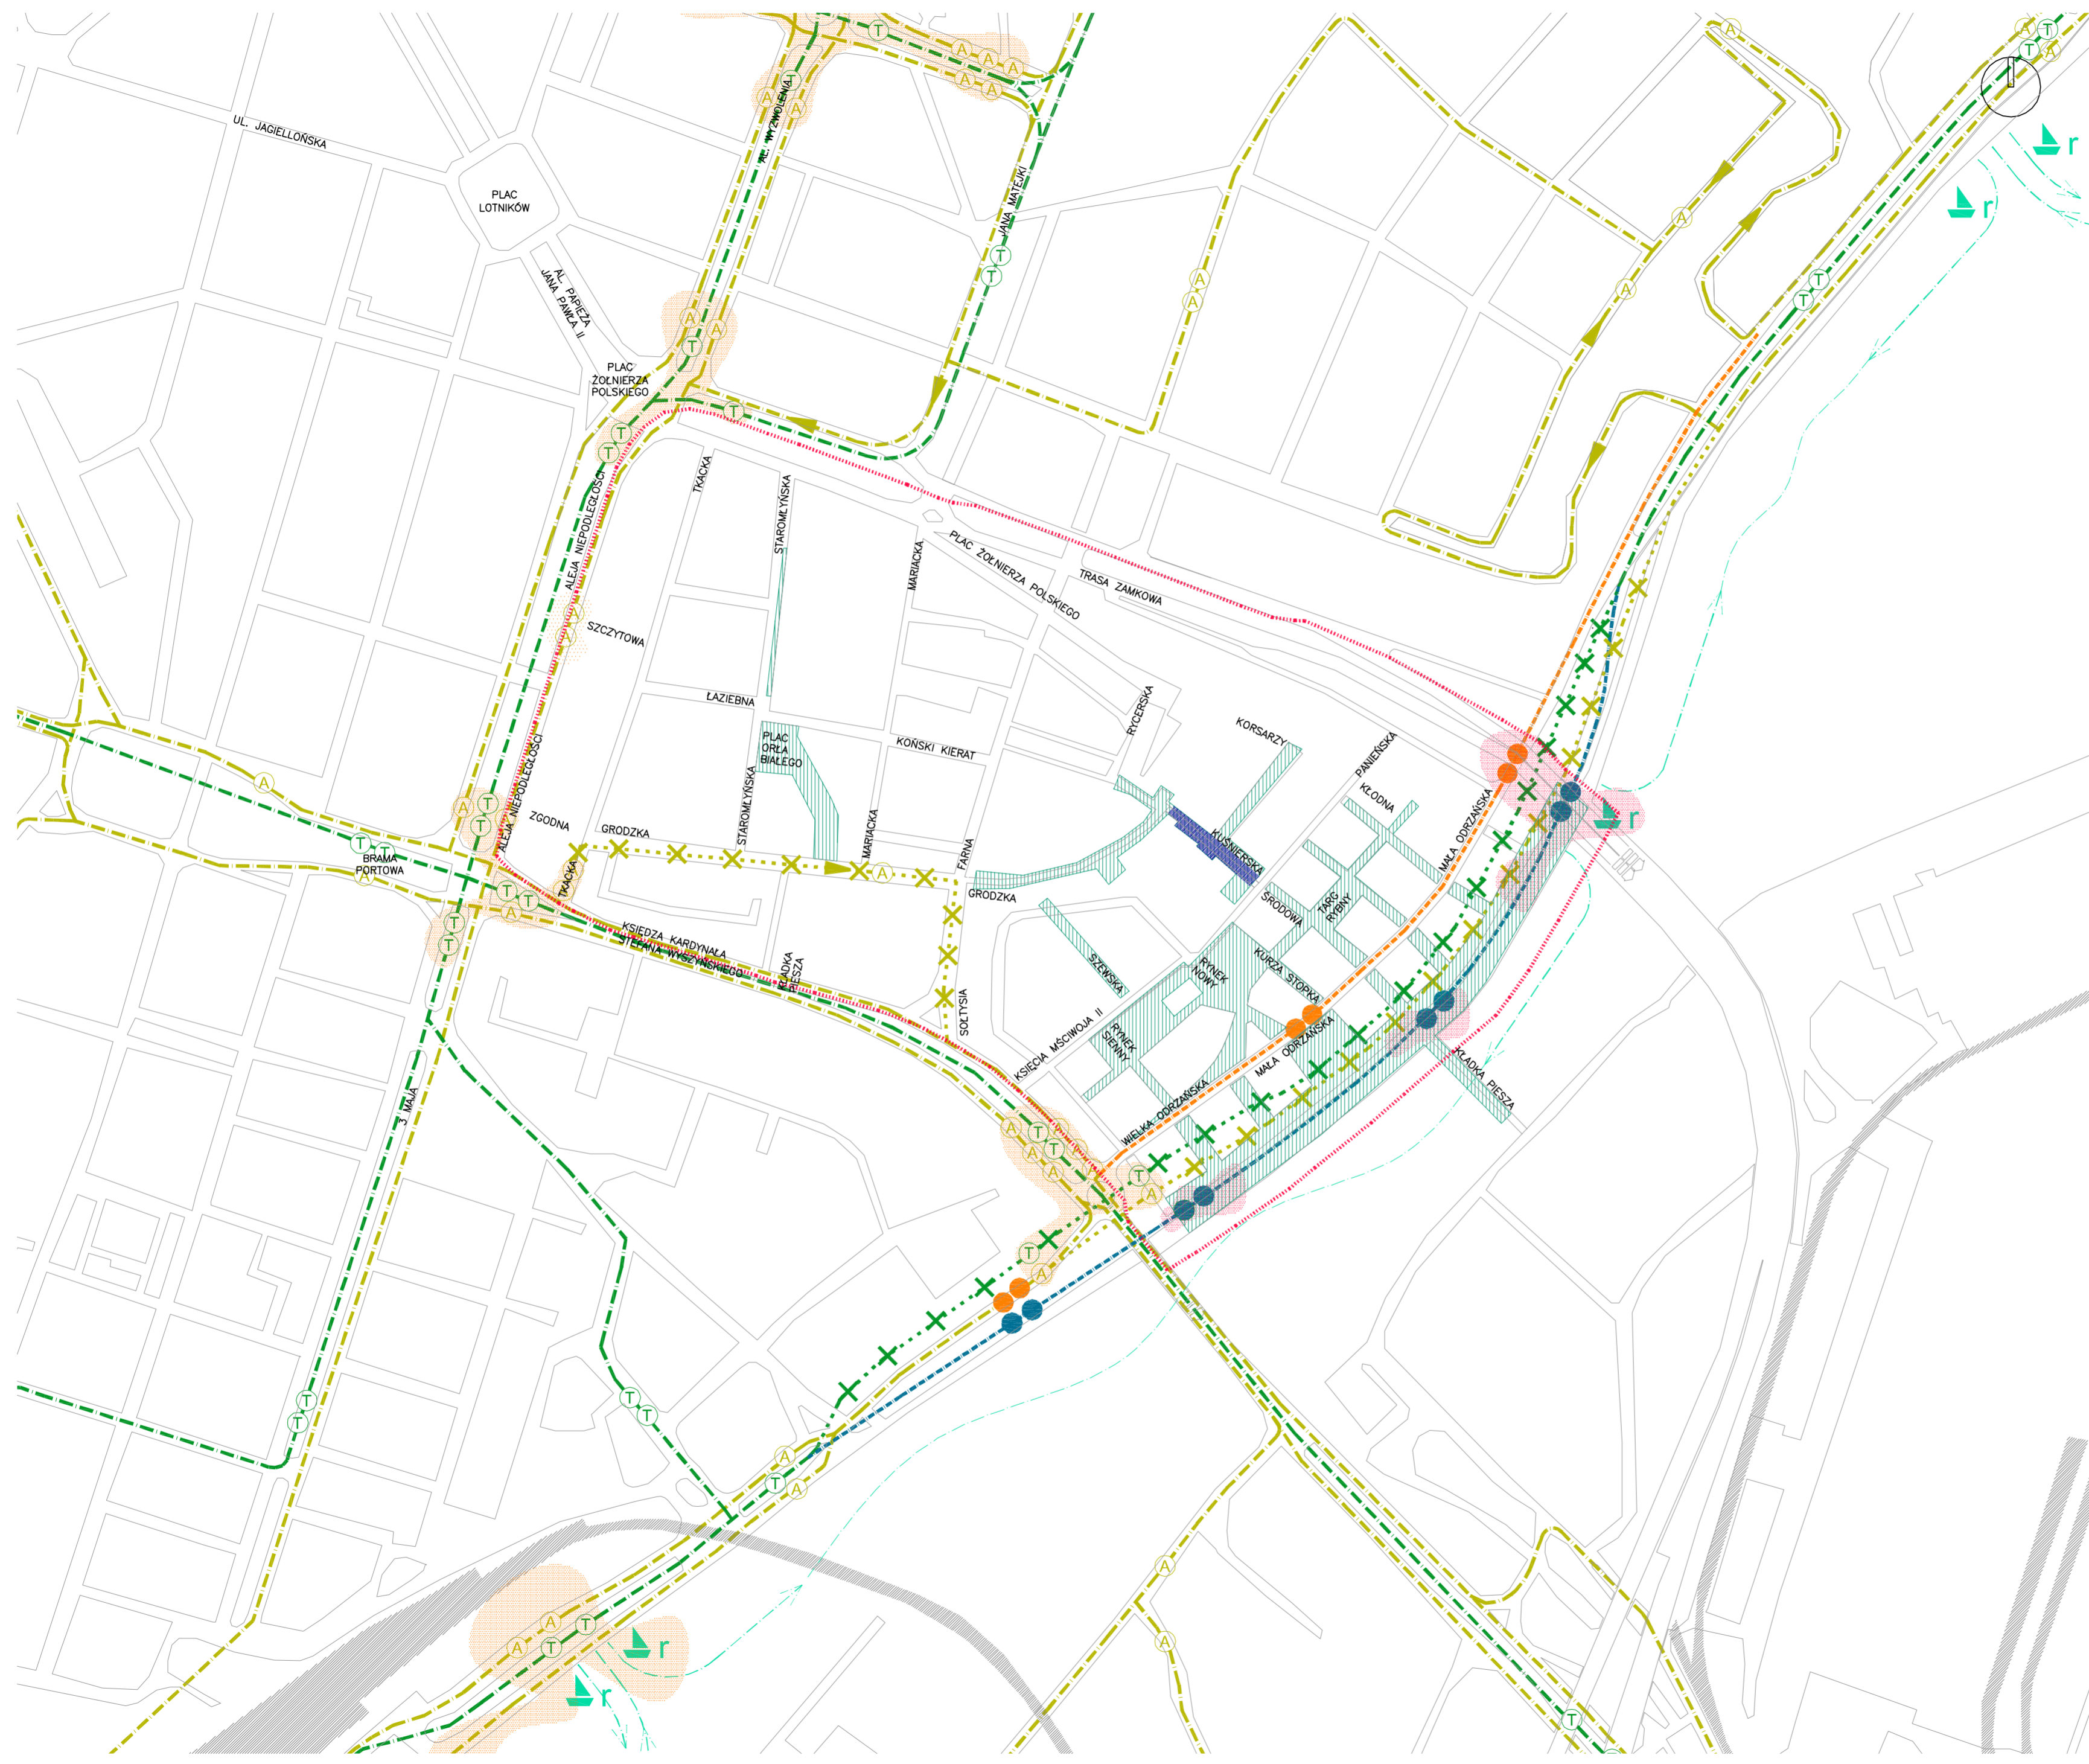 UL. JAGIELLOŃSKA
PLAC
LOTNIKÓW
AL. WYZWOLENIA
JANA MATEJKI
AL. PAPIEŻA
JANA PAWŁA II
PLAC
ŻOŁNIERZA
POLSKIEGO
TKACKA
STAROMŁYŃSKA
ALEJA NIEPODLEGŁOŚCI
MARIACKA
PLAC ŻOŁNIERZA POLSKIEGO
TRASA ZAMKOWA
SZCZYTOWA
ŁAZIEBNA
RYCERSKA
KORSARZY
PANIEŃSKA
PLAC
ORŁA
BIAŁEGO
KOŃSKI KIERAT
KŁODNA
ALEJA NIEPODLEGŁOŚCI
ZGODNA
GRODZKA
STAROMŁYŃSKA
MARIACKA
FARNA
KUŚNIERSKA
MAŁA ODRZAŃSKA
BRAMA
PORTOWA
TKACKA
GRODZKA
ŚRODOWA
TARG
RYBNY
KSIĘDZA KARDYNAŁA
STEFANA WYSZYŃSKIEGO
KŁADKA
PIESZA
SZEWSKA
RYNEK
NOWY
KURZA STOPKA
SOŁTYSIA
KSIĘCIA MŚCIWOJA II
RYNEK
SIENNY
MAŁA ODRZAŃSKA
KŁADKA PIESZA
WIELKA ODRZAŃSKA
3 MAJA
r
r
r
r
r